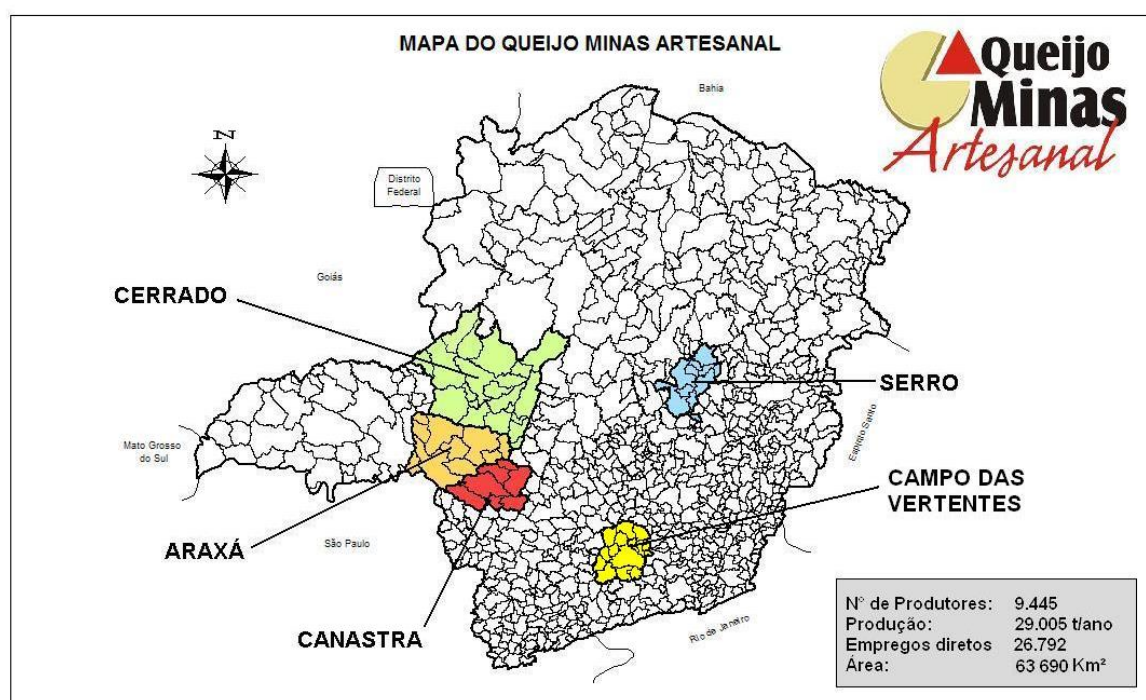 MAPA DO QUEIJO MINAS ARTESANAL
Queijo
Minas
Artesanal
Bahia
N
Distrito
Federal
Goiás
CERRADO
SERRO
Mato Grosso
do Sul
Espirito Santo
CAMPO DAS
VERTENTES
ARAXÁ
São Paulo
CANASTRA
Rio de Janeiro
N° de Produtores: 9.445
Produção: 29.005 t/ano
Empregos diretos 26.792
Área: 63 690 Km²